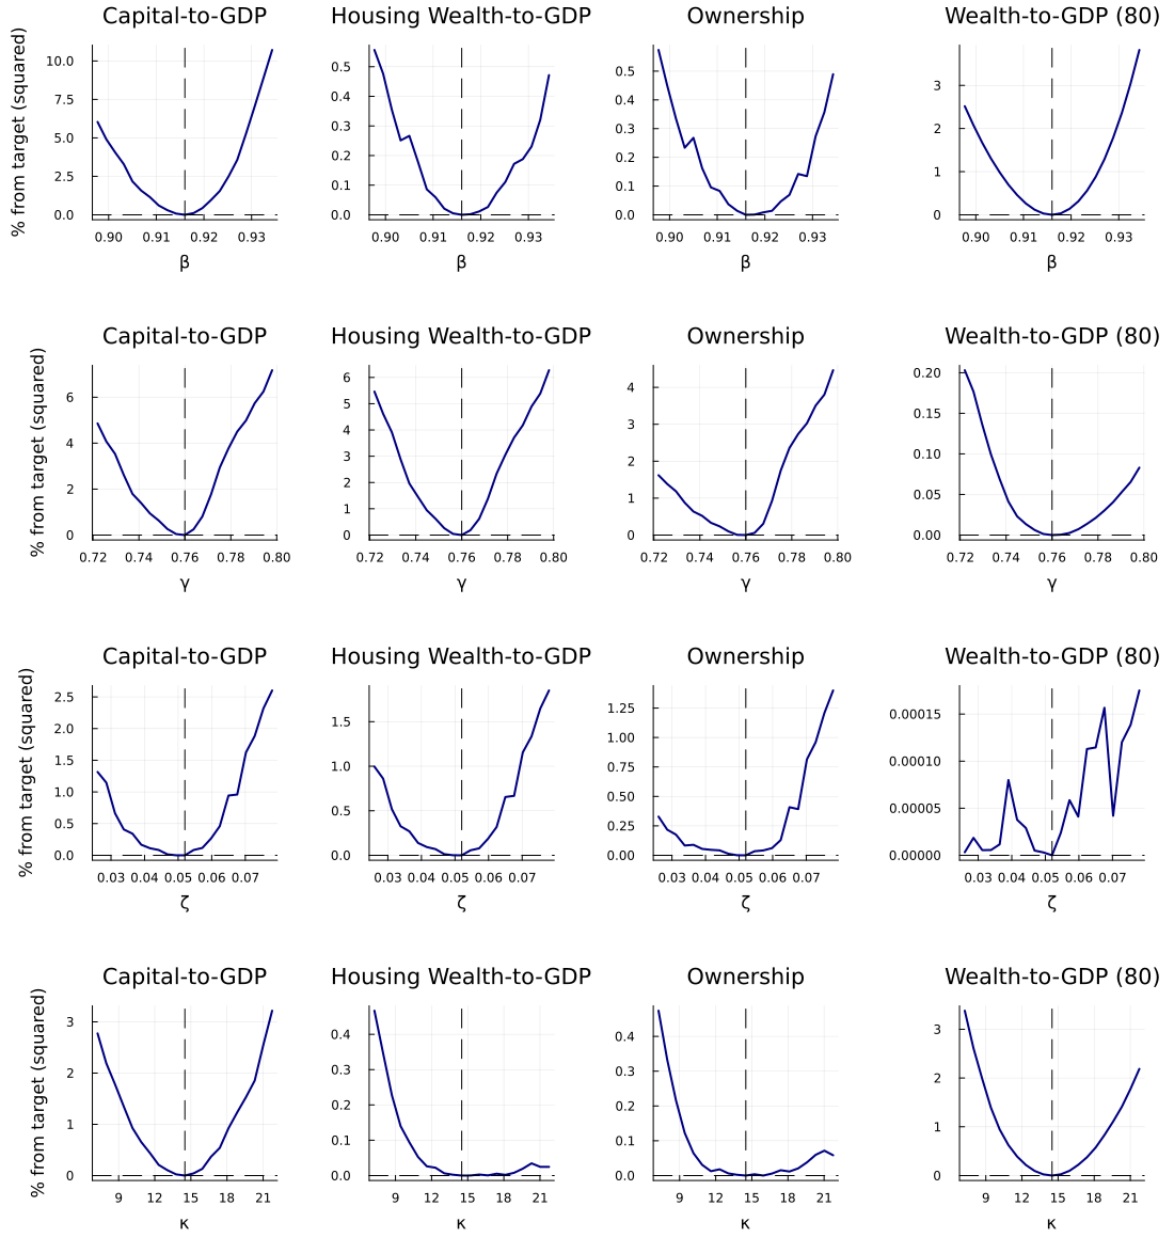 Capital-to-GDP Housing Wealth-to-GDP Ownership Wealth-to-GDP (80)
% from target (squared)
10.0 7.5 5.0 2.5 0.0
0.5 0.4 0.3 0.2 0.1 0.0
0.5 0.4 0.3 0.2 0.1 0.0
3 2 1 0
0.90 0.91 0.92 0.93 0.90 0.91 0.92 0.93 0.90 0.91 0.92 0.93 0.90 0.91 0.92 0.93
β β β β
Capital-to-GDP Housing Wealth-to-GDP Ownership Wealth-to-GDP (80)
% from target (squared)
6 4 2 0
6 5 4 3 2 1 0
4 3 2 1 0
0.20 0.15 0.10 0.05 0.00
0.72 0.74 0.76 0.78 0.80 0.72 0.74 0.76 0.78 0.80 0.72 0.74 0.76 0.78 0.80 0.72 0.74 0.76 0.78 0.80
γ γ γ γ
Capital-to-GDP Housing Wealth-to-GDP Ownership Wealth-to-GDP (80)
% from target (squared)
2.5 2.0 1.5 1.0 0.5 0.0
1.5 1.0 0.5 0.0
1.25 1.00 0.75 0.50 0.25 0.00
0.00015 0.00010 0.00005 0.00000
0.03 0.04 0.05 0.06 0.07 0.03 0.04 0.05 0.06 0.07 0.03 0.04 0.05 0.06 0.07 0.03 0.04 0.05 0.06 0.07
ζ ζ ζ ζ
Capital-to-GDP Housing Wealth-to-GDP Ownership Wealth-to-GDP (80)
% from target (squared)
3 2 1 0
0.4 0.3 0.2 0.1 0.0
0.4 0.3 0.2 0.1 0.0
3 2 1 0
9 12 15 18 21 9 12 15 18 21 9 12 15 18 21 9 12 15 18 21
κ κ κ κ